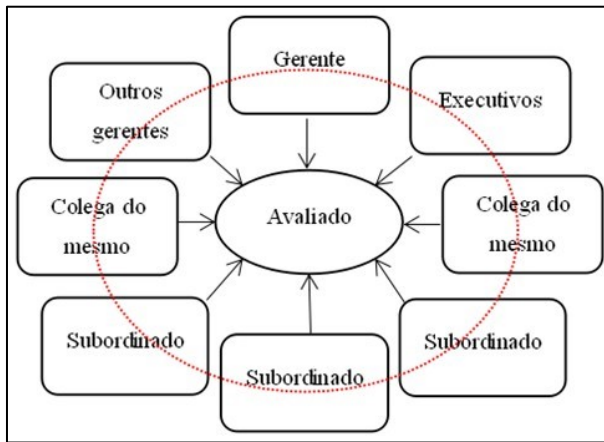 Gerente
Outros
gerentes
Executivos
Colega do
mesmo
Avaliado
Colega do
mesmo
Subordinado
Subordinado
Subordinado